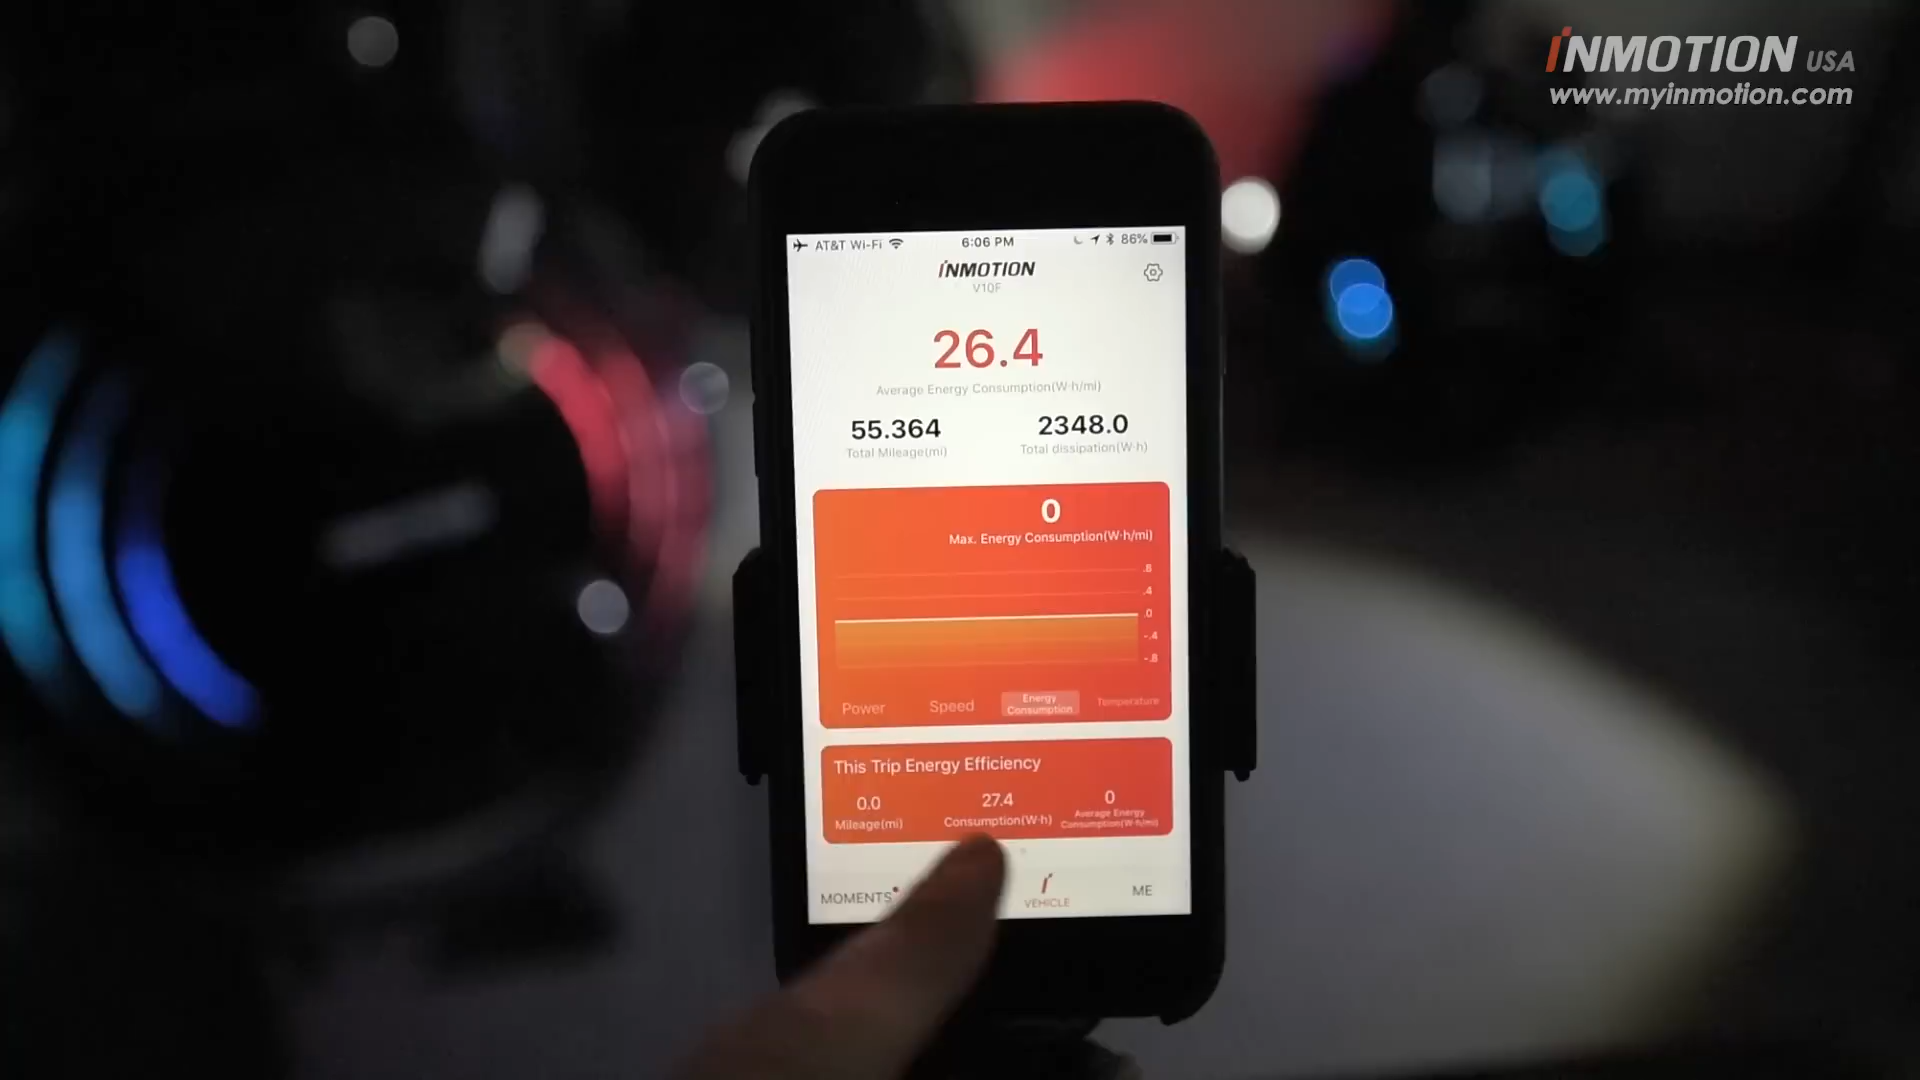 INMOTION USA
www.myinmotion.com
AT&T Wi-Fi 6:06 PM 86%
INMOTION
V10F
26.4
Average Energy Consumption(W·h/mi)
55.364 2348.0
Total Mileage(mi) Total dissipation(W·h)
0
Max. Energy Consumption(W·h/mi)
.8
.4
.0
-.4
-.8
Power Speed Energy Consumption Temperature
This Trip Energy Efficiency
0.0 27.4 0
Mileage(mi) Consumption(W·h) Average Energy
Consumption(W·h/mi)
MOMENTS VEHICLE ME